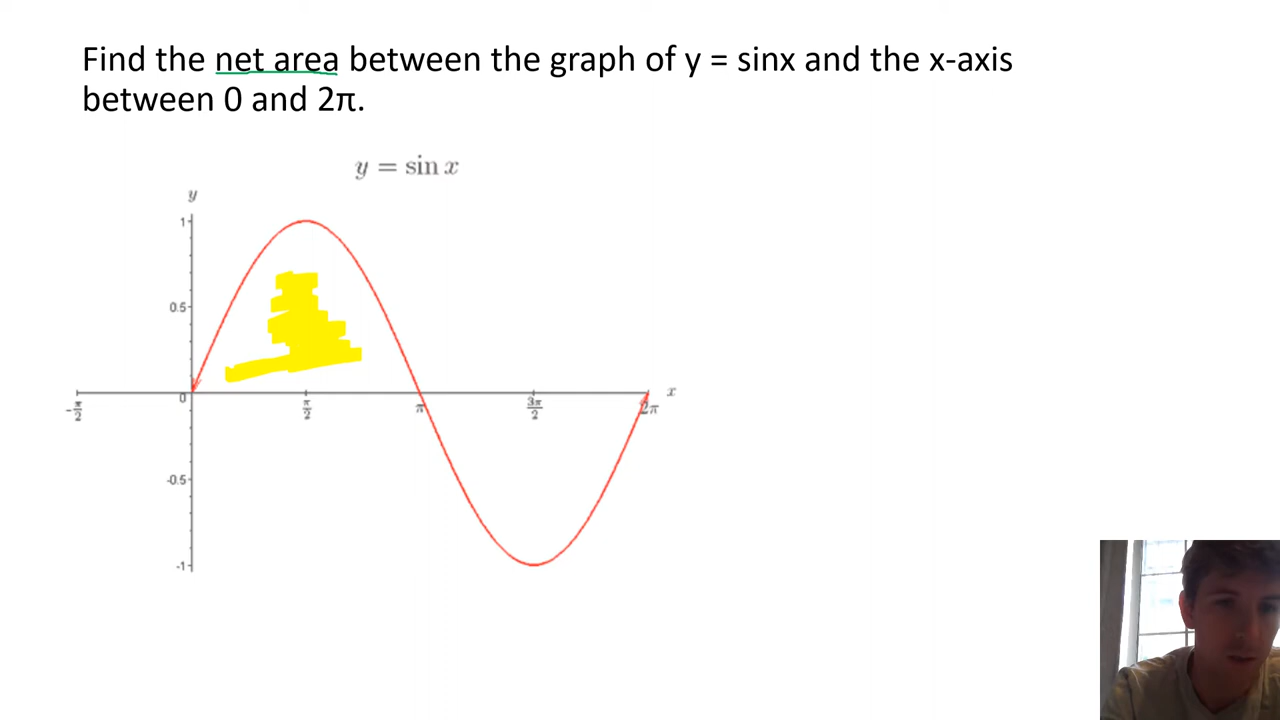 Find the net area between the graph of y = sinx and the x-axis
between 0 and 2π.
y = sin x
y
1
0.5
-π/2 0 π/2 π 3π/2 2π x
-0.5
-1